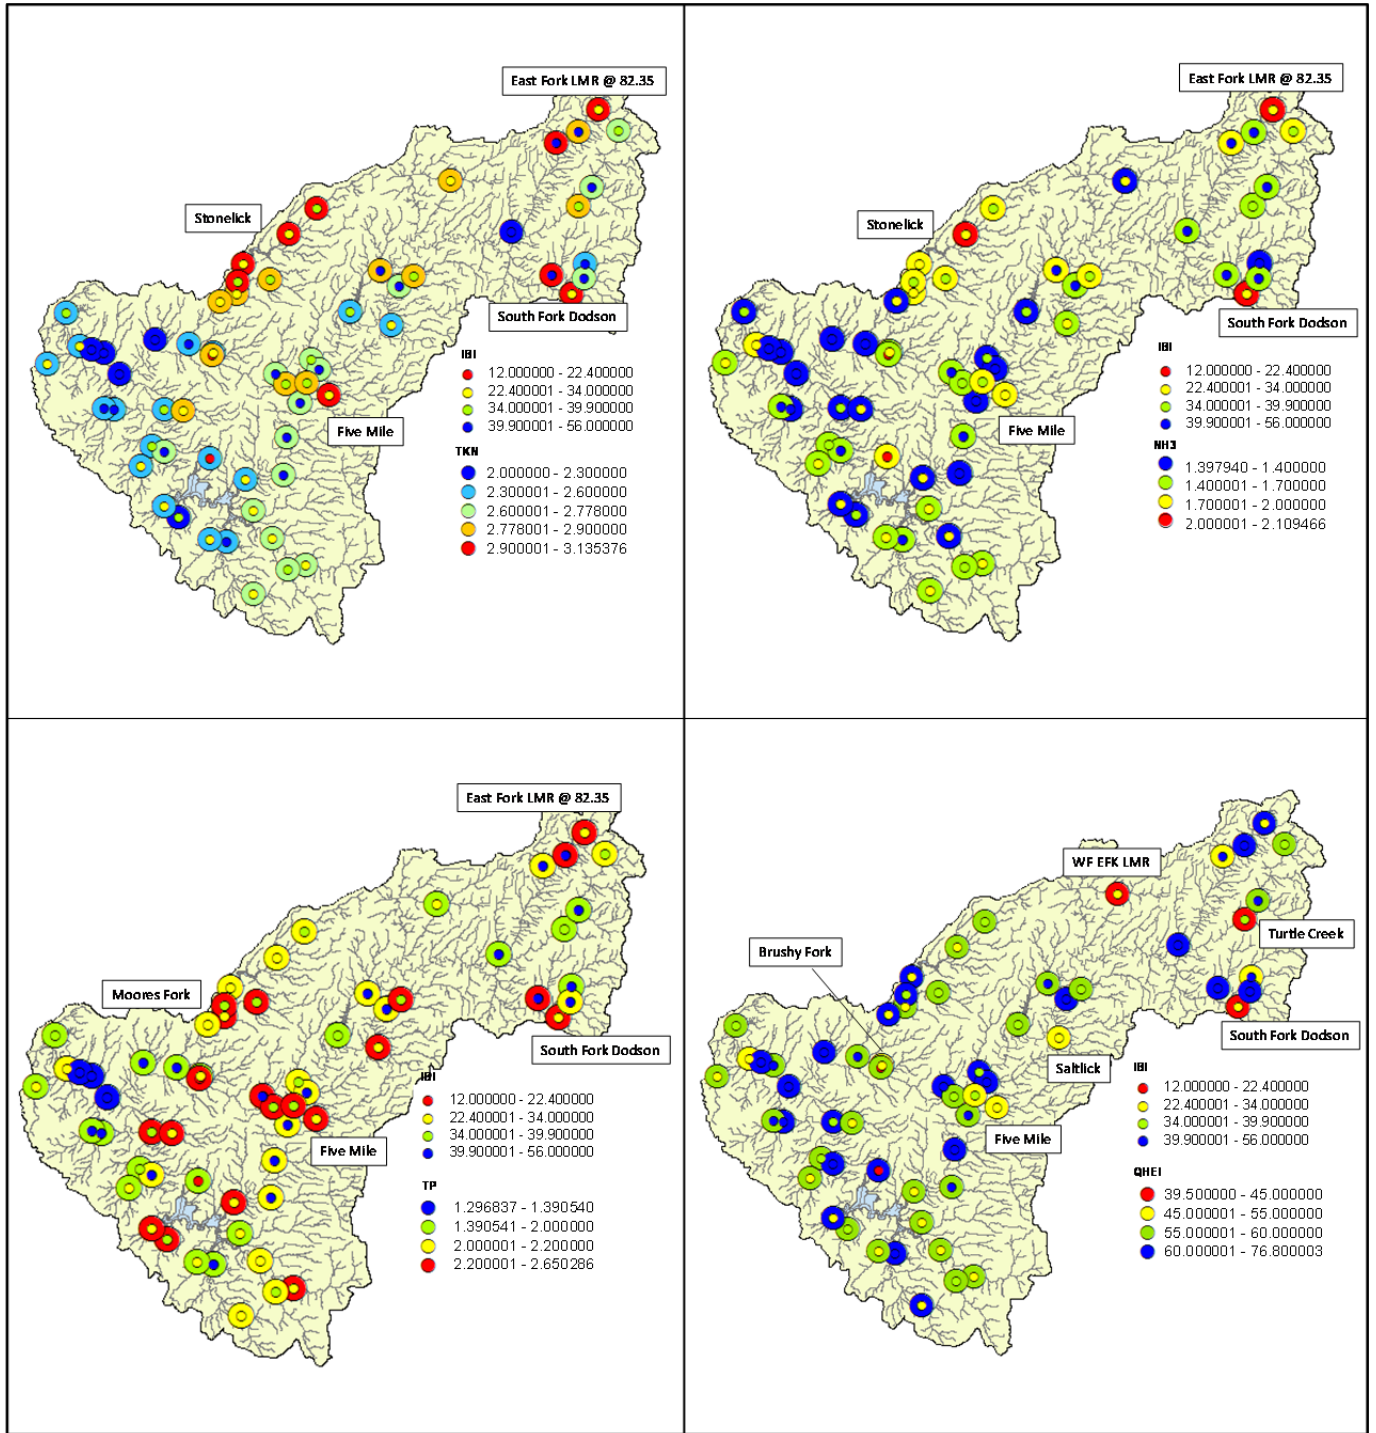 East Fork LMR @ 82.35
Stonelick
South Fork Dodson
IBI
12.000000 - 22.400000
22.400001 - 34.000000
34.000001 - 39.900000
39.900001 - 56.000000
Five Mile
TKN
2.000000 - 2.300000
2.300001 - 2.600000
2.600001 - 2.778000
2.778001 - 2.900000
2.900001 - 3.135376
East Fork LMR @ 82.35
Stonelick
South Fork Dodson
IBI
12.000000 - 22.400000
22.400001 - 34.000000
34.000001 - 39.900000
39.900001 - 56.000000
Five Mile
NH3
1.397940 - 1.400000
1.400001 - 1.700000
1.700001 - 2.000000
2.000001 - 2.109466
East Fork LMR @ 82.35
Moores Fork
South Fork Dodson
IBI
12.000000 - 22.400000
22.400001 - 34.000000
34.000001 - 39.900000
39.900001 - 56.000000
Five Mile
TP
1.296837 - 1.390540
1.390541 - 2.000000
2.000001 - 2.200000
2.200001 - 2.650286
WF EFK LMR
Turtle Creek
Brushy Fork
South Fork Dodson
Saltlick
IBI
12.000000 - 22.400000
22.400001 - 34.000000
34.000001 - 39.900000
39.900001 - 56.000000
Five Mile
QHEI
39.500000 - 45.000000
45.000001 - 55.000000
55.000001 - 60.000000
60.000001 - 76.800003